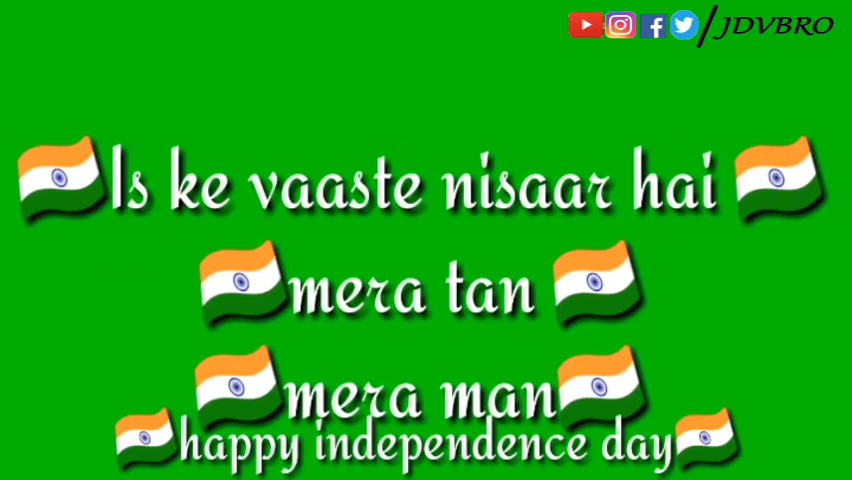 /JDVBRO
Is ke vaaste nisaar hai
mera tan
mera man
happy independence day